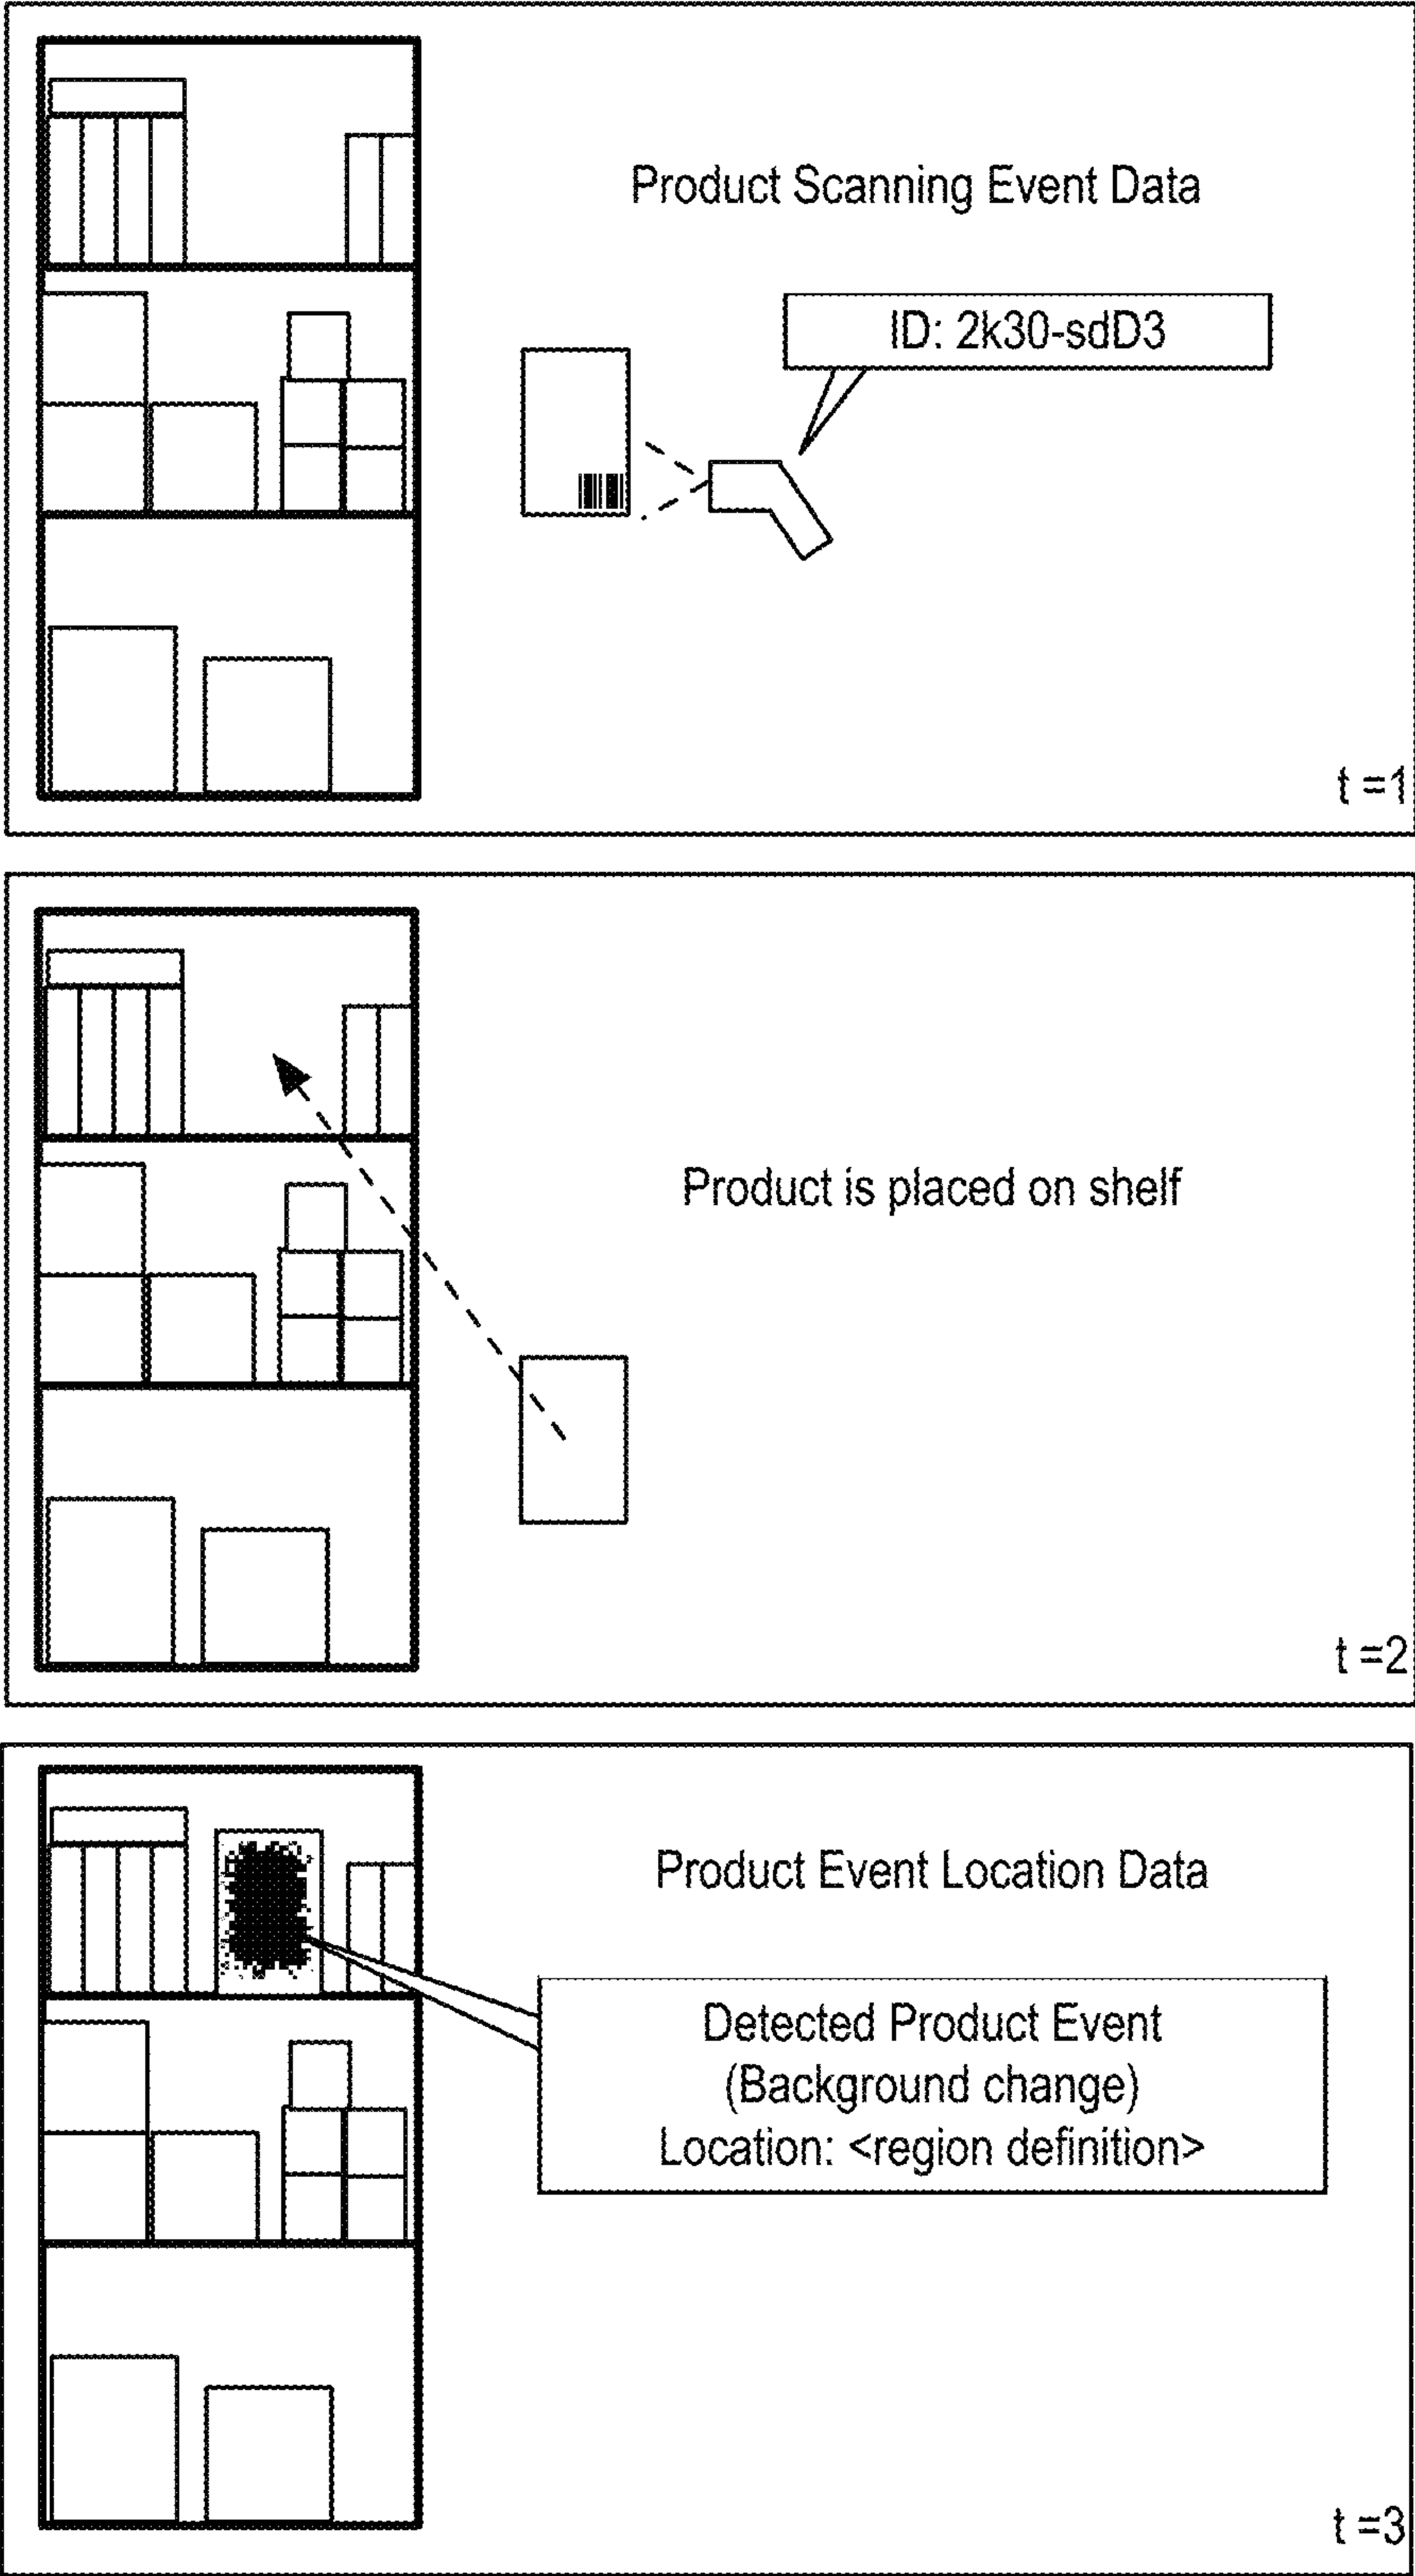 Product Scanning Event Data
ID: 2k30-sdD3
t =1
Product is placed on shelf
t =2
Product Event Location Data
Detected Product Event
(Background change)
Location: <region definition>
t =3